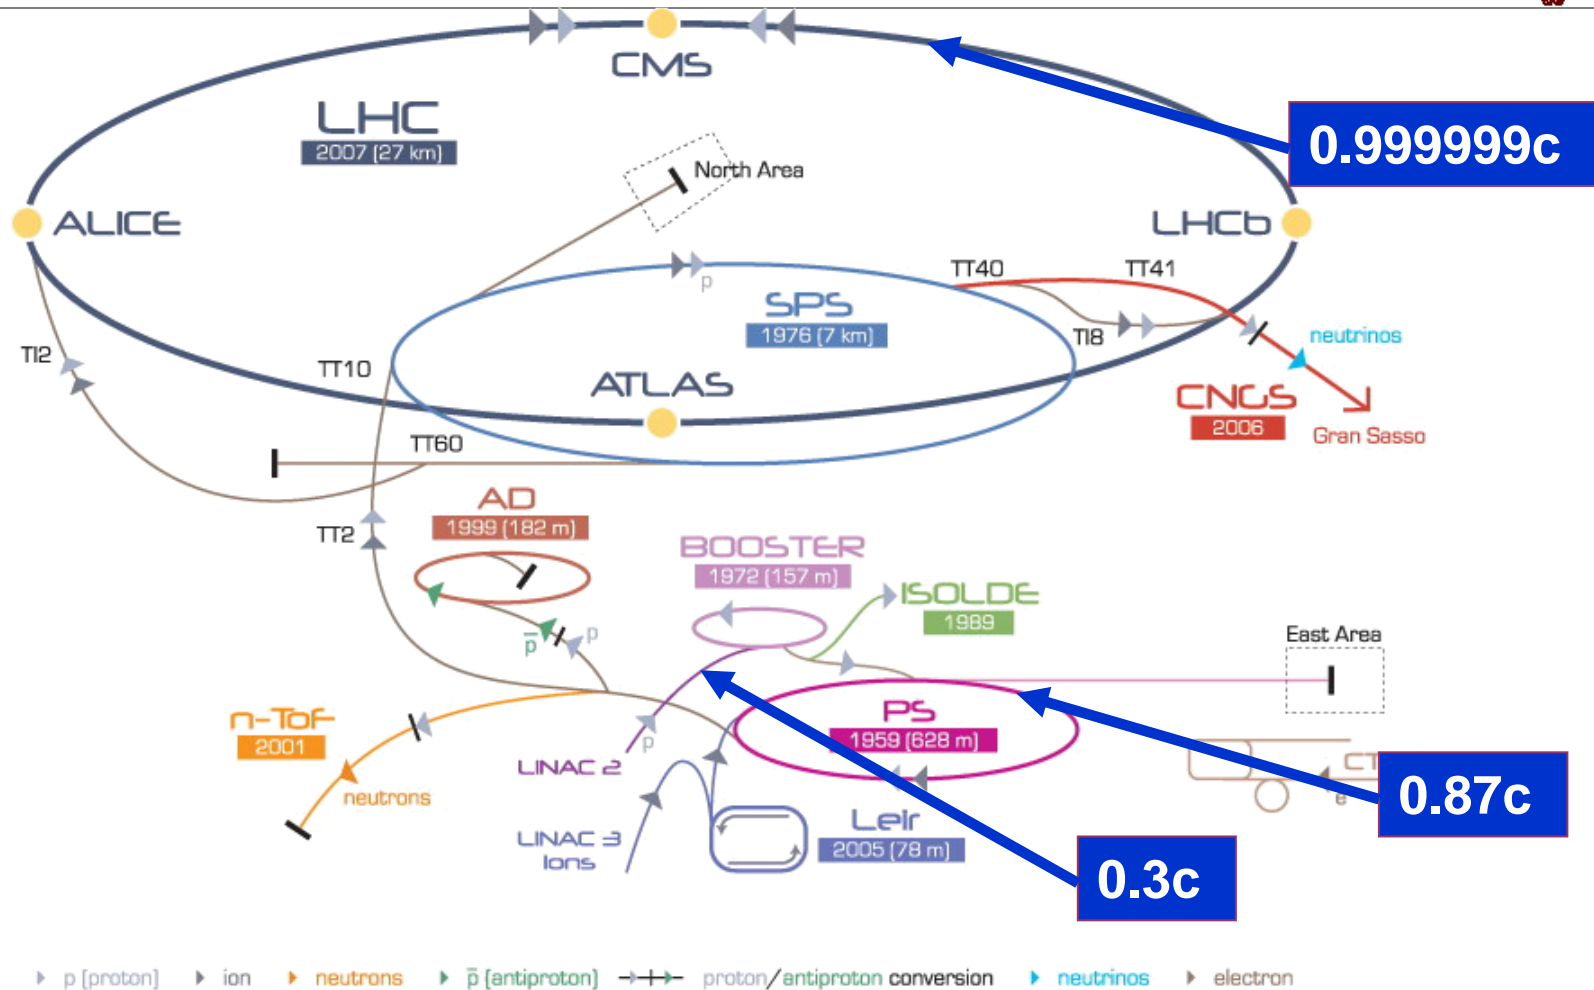 CMS
LHC
2007 (27 km)
0.999999c
North Area
ALICE
LHCb
TT40
TT41
p
SPS
1976 (7 km)
TI8
neutrinos
TI2
TT10
ATLAS
CNGS
2006
Gran Sasso
TT60
AD
1999 (182 m)
TT2
BOOSTER
1972 (157 m)
ISOLDE
1989
East Area
p̅
p
n-ToF
2001
PS
1959 (628 m)
p
LINAC 2
neutrons
CT
e
0.87c
LINAC 3
Ions
Leir
2005 (78 m)
0.3c
p (proton)
ion
neutrons
p̅ (antiproton)
proton/antiproton conversion
neutrinos
electron